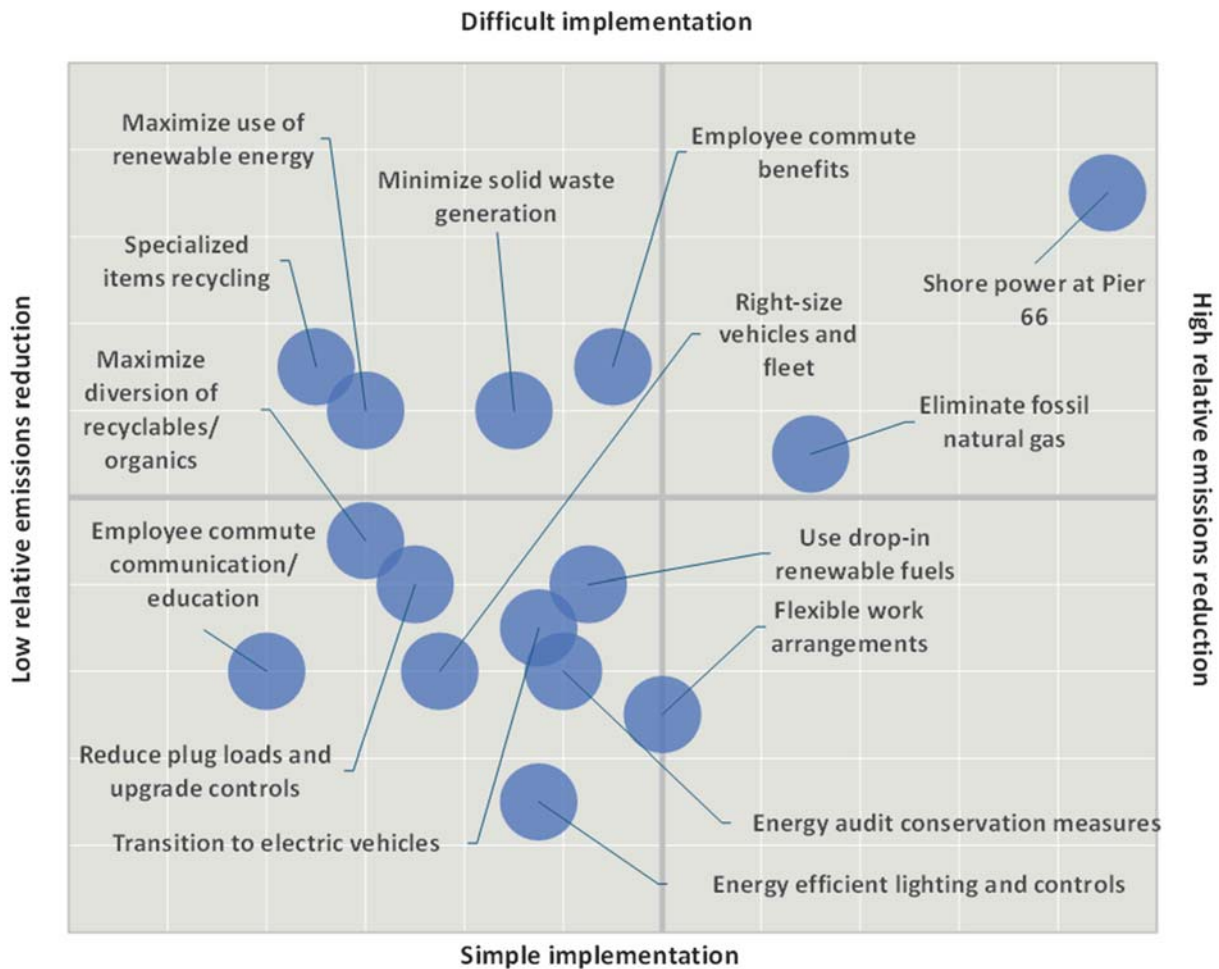 Difficult implementation
Maximize use of
renewable energy
Employee commute
benefits
Minimize solid waste
generation
Specialized
items recycling
Shore power at Pier
66
Right-size
vehicles and
fleet
Maximize
diversion of
recyclables/
organics
Eliminate fossil
natural gas
Low relative emissions reduction
High relative emissions reduction
Employee commute
communication/
education
Use drop-in
renewable fuels
Flexible work
arrangements
Reduce plug loads and
upgrade controls
Transition to electric vehicles
Energy audit conservation measures
Energy efficient lighting and controls
Simple implementation